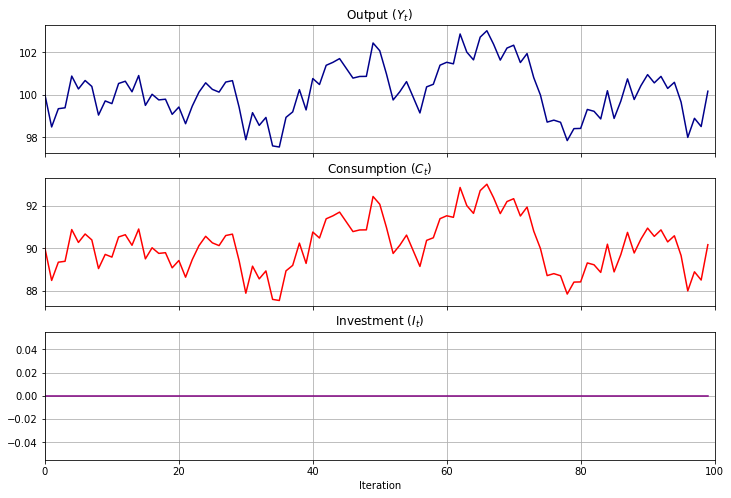 Output (Y_t)
102
100
98
Consumption (C_t)
92
90
88
Investment (I_t)
0.04
0.02
0.00
−0.02
−0.04
0 20 40 60 80 100
Iteration